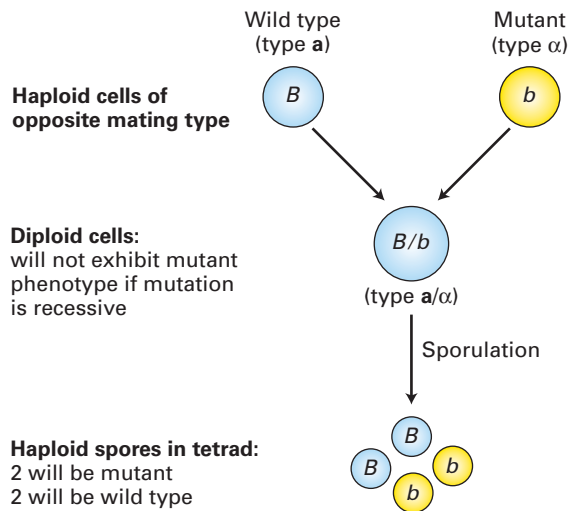 Wild type
(type a)
Mutant
(type α)
Haploid cells of
opposite mating type
B
b
Diploid cells:
will not exhibit mutant
phenotype if mutation
is recessive
B/b
(type a/α)
Sporulation
Haploid spores in tetrad:
2 will be mutant
2 will be wild type
B
B
b
b